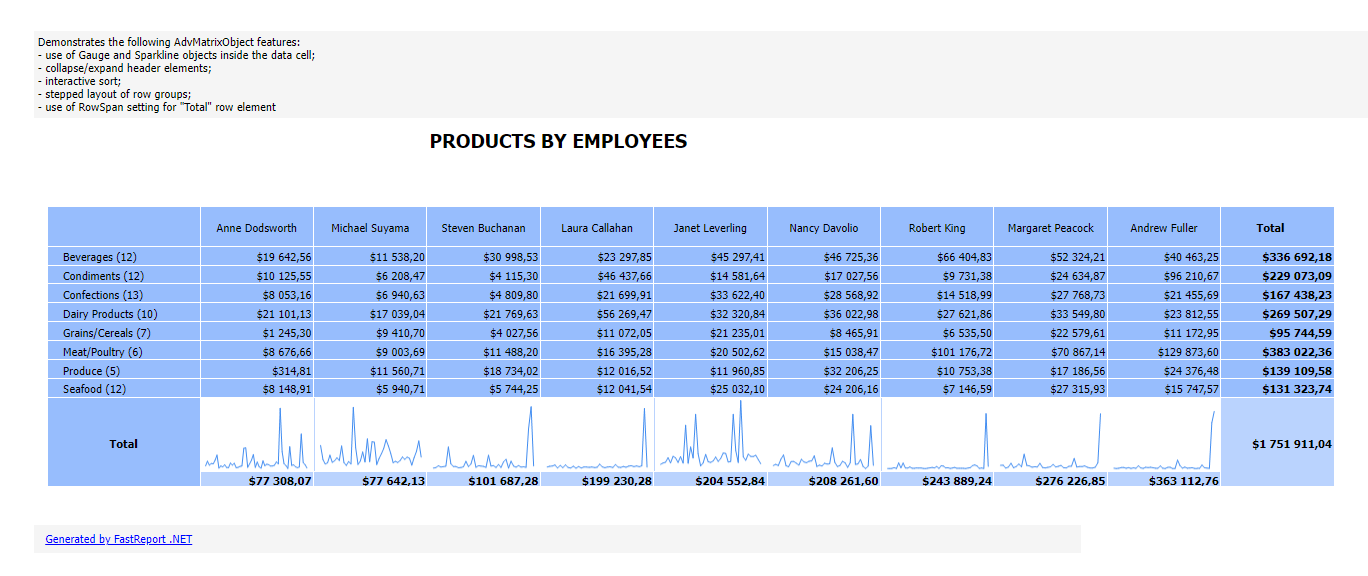 Demonstrates the following AdvMatrixObject features:
- use of Gauge and Sparkline objects inside the data cell;
- collapse/expand header elements;
- interactive sort;
- stepped layout of row groups;
- use of RowSpan setting for "Total" row element
PRODUCTS BY EMPLOYEES
Anne Dodsworth Michael Suyama Steven Buchanan Laura Callahan Janet Leverling Nancy Davolio Robert King Margaret Peacock Andrew Fuller Total
Beverages (12) $19 642,56 $11 538,20 $30 998,53 $23 297,85 $45 297,41 $46 725,36 $66 404,83 $52 324,21 $40 463,25 $336 692,18
Condiments (12) $10 125,55 $6 208,47 $4 115,30 $46 437,66 $14 581,64 $17 027,56 $9 731,38 $24 634,87 $96 210,67 $229 073,09
Confections (13) $8 053,16 $6 940,63 $4 809,80 $21 699,91 $33 622,40 $28 568,92 $14 518,99 $27 768,73 $21 455,69 $167 438,23
Dairy Products (10) $21 101,13 $17 039,04 $21 769,63 $56 269,47 $32 320,84 $36 022,98 $27 621,86 $33 549,80 $23 812,55 $269 507,29
Grains/Cereals (7) $1 245,30 $9 410,70 $4 027,56 $11 072,05 $21 235,01 $8 465,91 $6 535,50 $22 579,61 $11 172,95 $95 744,59
Meat/Poultry (6) $8 676,66 $9 003,69 $11 488,20 $16 395,28 $20 502,62 $15 038,47 $101 176,72 $70 867,14 $129 873,60 $383 022,36
Produce (5) $314,81 $11 560,71 $18 734,02 $12 016,52 $11 960,85 $32 206,25 $10 753,38 $17 186,56 $24 376,48 $139 109,58
Seafood (12) $8 148,91 $5 940,71 $5 744,25 $12 041,54 $25 032,10 $24 206,16 $7 146,59 $27 315,93 $15 747,57 $131 323,74
Total $1 751 911,04
$77 308,07 $77 642,13 $101 687,28 $199 230,28 $204 552,84 $208 261,60 $243 889,24 $276 226,85 $363 112,76
Generated by FastReport .NET